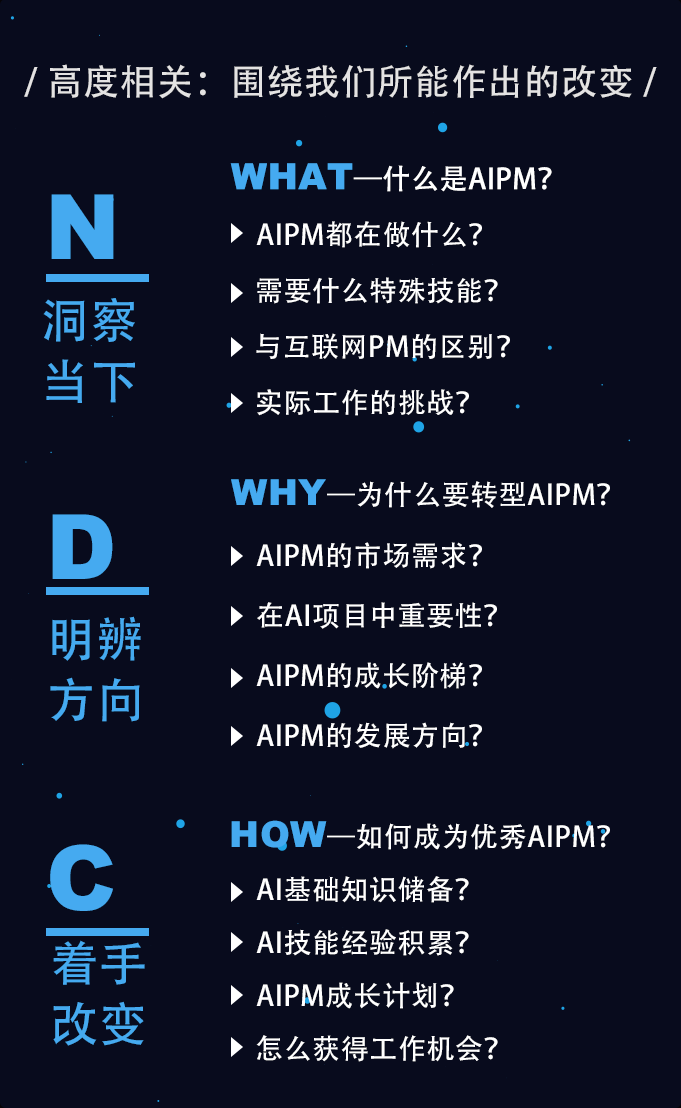 / 高度相关：围绕我们所能作出的改变 /
N
洞察
当下
WHAT—什么是AIPM?
AIPM都在做什么?
需要什么特殊技能?
与互联网PM的区别?
实际工作的挑战?
D
明辨
方向
WHY—为什么要转型AIPM?
AIPM的市场需求?
在AI项目中重要性?
AIPM的成长阶梯?
AIPM的发展方向?
C
着手
改变
HOW—如何成为优秀AIPM?
AI基础知识储备?
AI技能经验积累?
AIPM成长计划?
怎么获得工作机会?